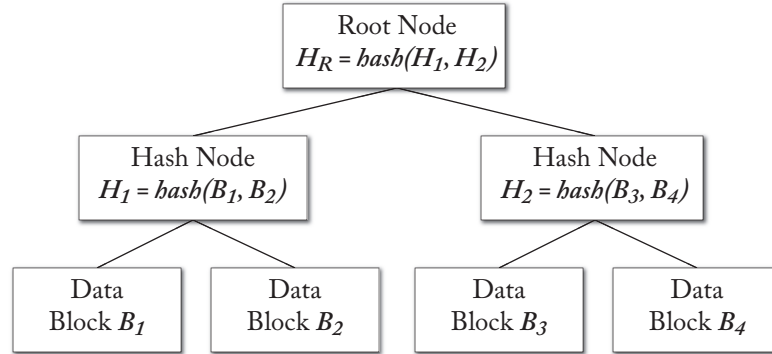 Root Node
H_R = hash(H_1, H_2)
Hash Node
H_1 = hash(B_1, B_2)
Hash Node
H_2 = hash(B_3, B_4)
Data
Block B_1
Data
Block B_2
Data
Block B_3
Data
Block B_4